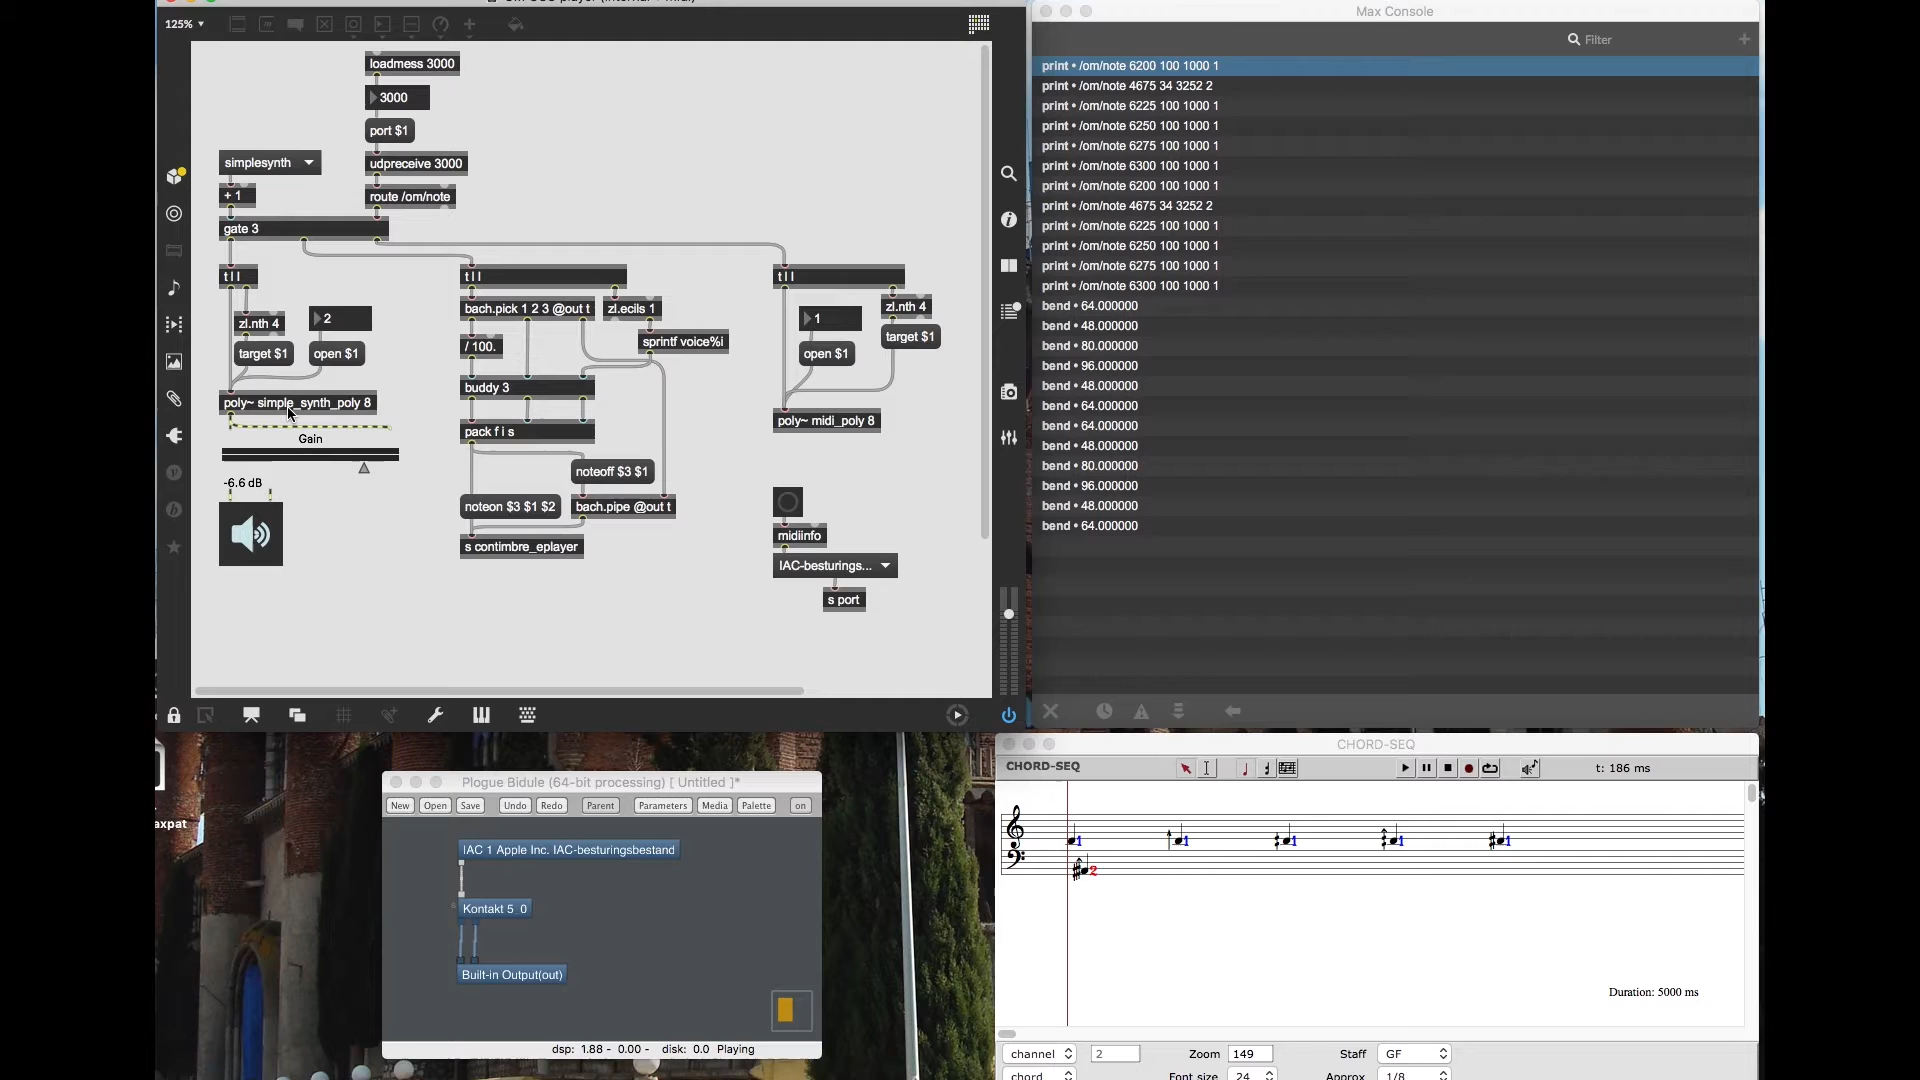 125%
loadmess 3000
3000
port $1
simplesynth
udpreceive 3000
+ 1
route /om/note
gate 3
t l l
t l l
t l l
bach.pick 1 2 3 @out t
zl.ecils 1
zl.nth 4
zl.nth 4
2
1
target $1
open $1
/ 100.
sprintf voice%i
open $1
target $1
buddy 3
poly~ simple_synth_poly 8
poly~ midi_poly 8
pack f i s
Gain
noteoff $3 $1
-6.6 dB
noteon $3 $1 $2
bach.pipe @out t
midiinfo
s contimbre_eplayer
IAC-besturings...
s port
Max Console
Filter
print • /om/note 6200 100 1000 1
print • /om/note 4675 34 3252 2
print • /om/note 6225 100 1000 1
print • /om/note 6250 100 1000 1
print • /om/note 6275 100 1000 1
print • /om/note 6300 100 1000 1
print • /om/note 6200 100 1000 1
print • /om/note 4675 34 3252 2
print • /om/note 6225 100 1000 1
print • /om/note 6250 100 1000 1
print • /om/note 6275 100 1000 1
print • /om/note 6300 100 1000 1
bend • 64.000000
bend • 48.000000
bend • 80.000000
bend • 96.000000
bend • 48.000000
bend • 64.000000
bend • 64.000000
bend • 48.000000
bend • 80.000000
bend • 96.000000
bend • 48.000000
bend • 64.000000
axpat
Plogue Bidule (64-bit processing) [ Untitled ]*
New Open Save Undo Redo Parent Parameters Media Palette on
IAC 1 Apple Inc. IAC-besturingsbestand
Kontakt 5_0
Built-in Output(out)
dsp: 1.88 - 0.00 - disk: 0.0 Playing
CHORD-SEQ
CHORD-SEQ
t: 186 ms
1 1 1 1 1
2
Duration: 5000 ms
channel 2 Zoom 149 Staff GF
chord Font size 24 Approx 1/8